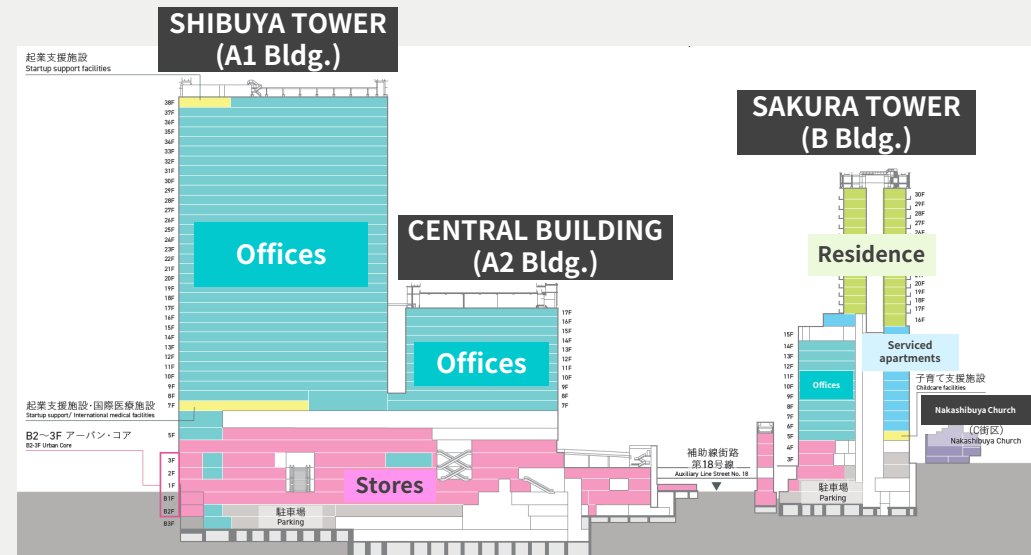 SHIBUYA TOWER
(A1 Bldg.)
起業支援施設
Startup support facilities
38F
37F
36F
35F
34F
33F
32F
31F
30F
29F
28F
27F
26F
25F
24F
23F
22F
21F
20F
19F
18F
17F
16F
15F
14F
13F
12F
11F
10F
9F
8F
7F
5F
3F
2F
1F
B1F
B2F
B3F
Offices
起業支援施設・国際医療施設
Startup support/ International medical facilities
B2〜3F アーバン・コア
B2-3F Urban Core
CENTRAL BUILDING
(A2 Bldg.)
17F
16F
15F
14F
13F
12F
11F
10F
9F
8F
7F
Offices
Stores
駐車場
Parking
補助線街路
第18号線
Auxiliary Line Street No. 18
SAKURA TOWER
(B Bldg.)
30F
29F
28F
27F
26F
Residence
21F
20F
19F
18F
17F
16F
15F
14F
13F
12F
11F
10F
9F
8F
7F
6F
5F
4F
3F
Serviced
apartments
Offices
子育て支援施設
Childcare facilities
Nakashibuya Church
(C街区)
Nakashibuya Church
駐車場
Parking